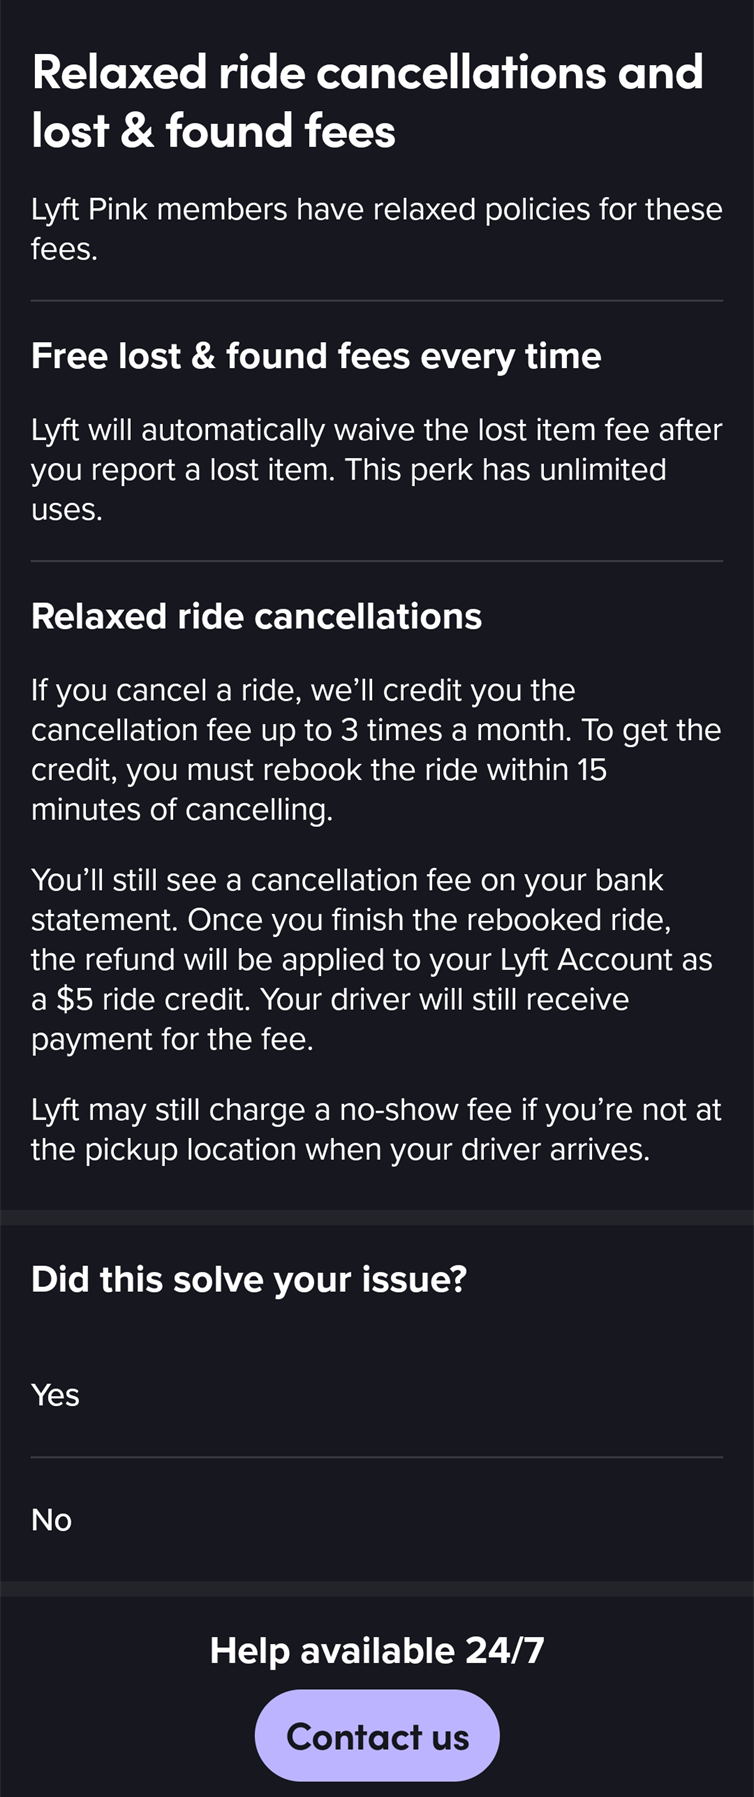 Relaxed ride cancellations and
lost & found fees
Lyft Pink members have relaxed policies for these
fees.
Free lost & found fees every time
Lyft will automatically waive the lost item fee after
you report a lost item. This perk has unlimited
uses.
Relaxed ride cancellations
If you cancel a ride, we’ll credit you the
cancellation fee up to 3 times a month. To get the
credit, you must rebook the ride within 15
minutes of cancelling.
You’ll still see a cancellation fee on your bank
statement. Once you finish the rebooked ride,
the refund will be applied to your Lyft Account as
a $5 ride credit. Your driver will still receive
payment for the fee.
Lyft may still charge a no-show fee if you’re not at
the pickup location when your driver arrives.
Did this solve your issue?
Yes
No
Help available 24/7
Contact us